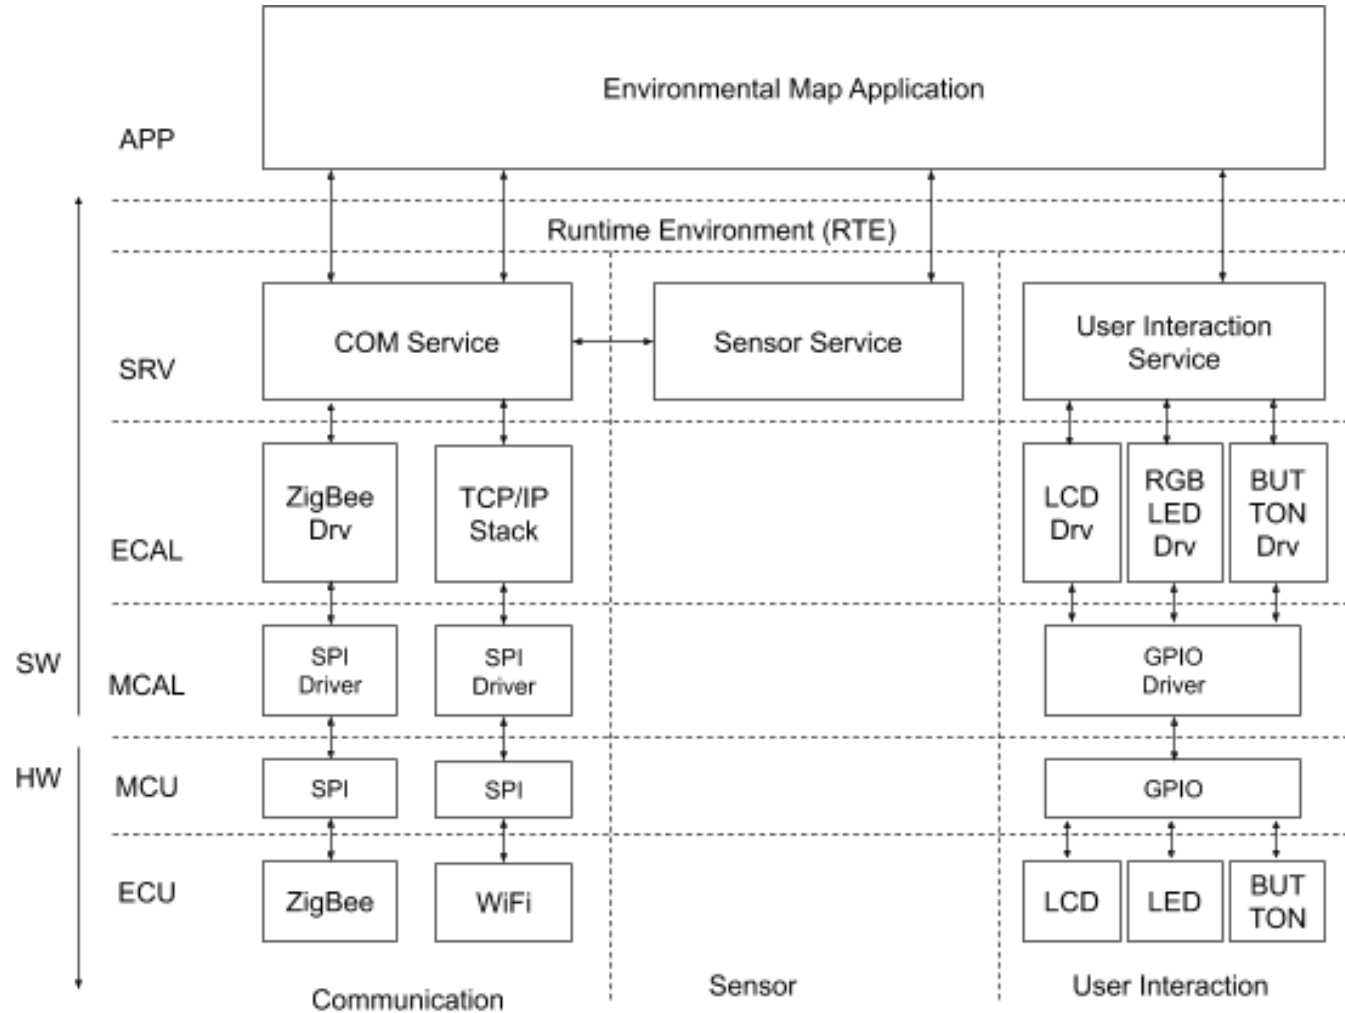 Environmental Map Application
APP
Runtime Environment (RTE)
COM Service
Sensor Service
User Interaction
Service
SRV
ZigBee
Drv
TCP/IP
Stack
LCD
Drv
RGB
LED
Drv
BUT
TON
Drv
ECAL
SW
MCAL
SPI
Driver
SPI
Driver
GPIO
Driver
HW
MCU
SPI
SPI
GPIO
ECU
ZigBee
WiFi
LCD
LED
BUT
TON
Communication
Sensor
User Interaction